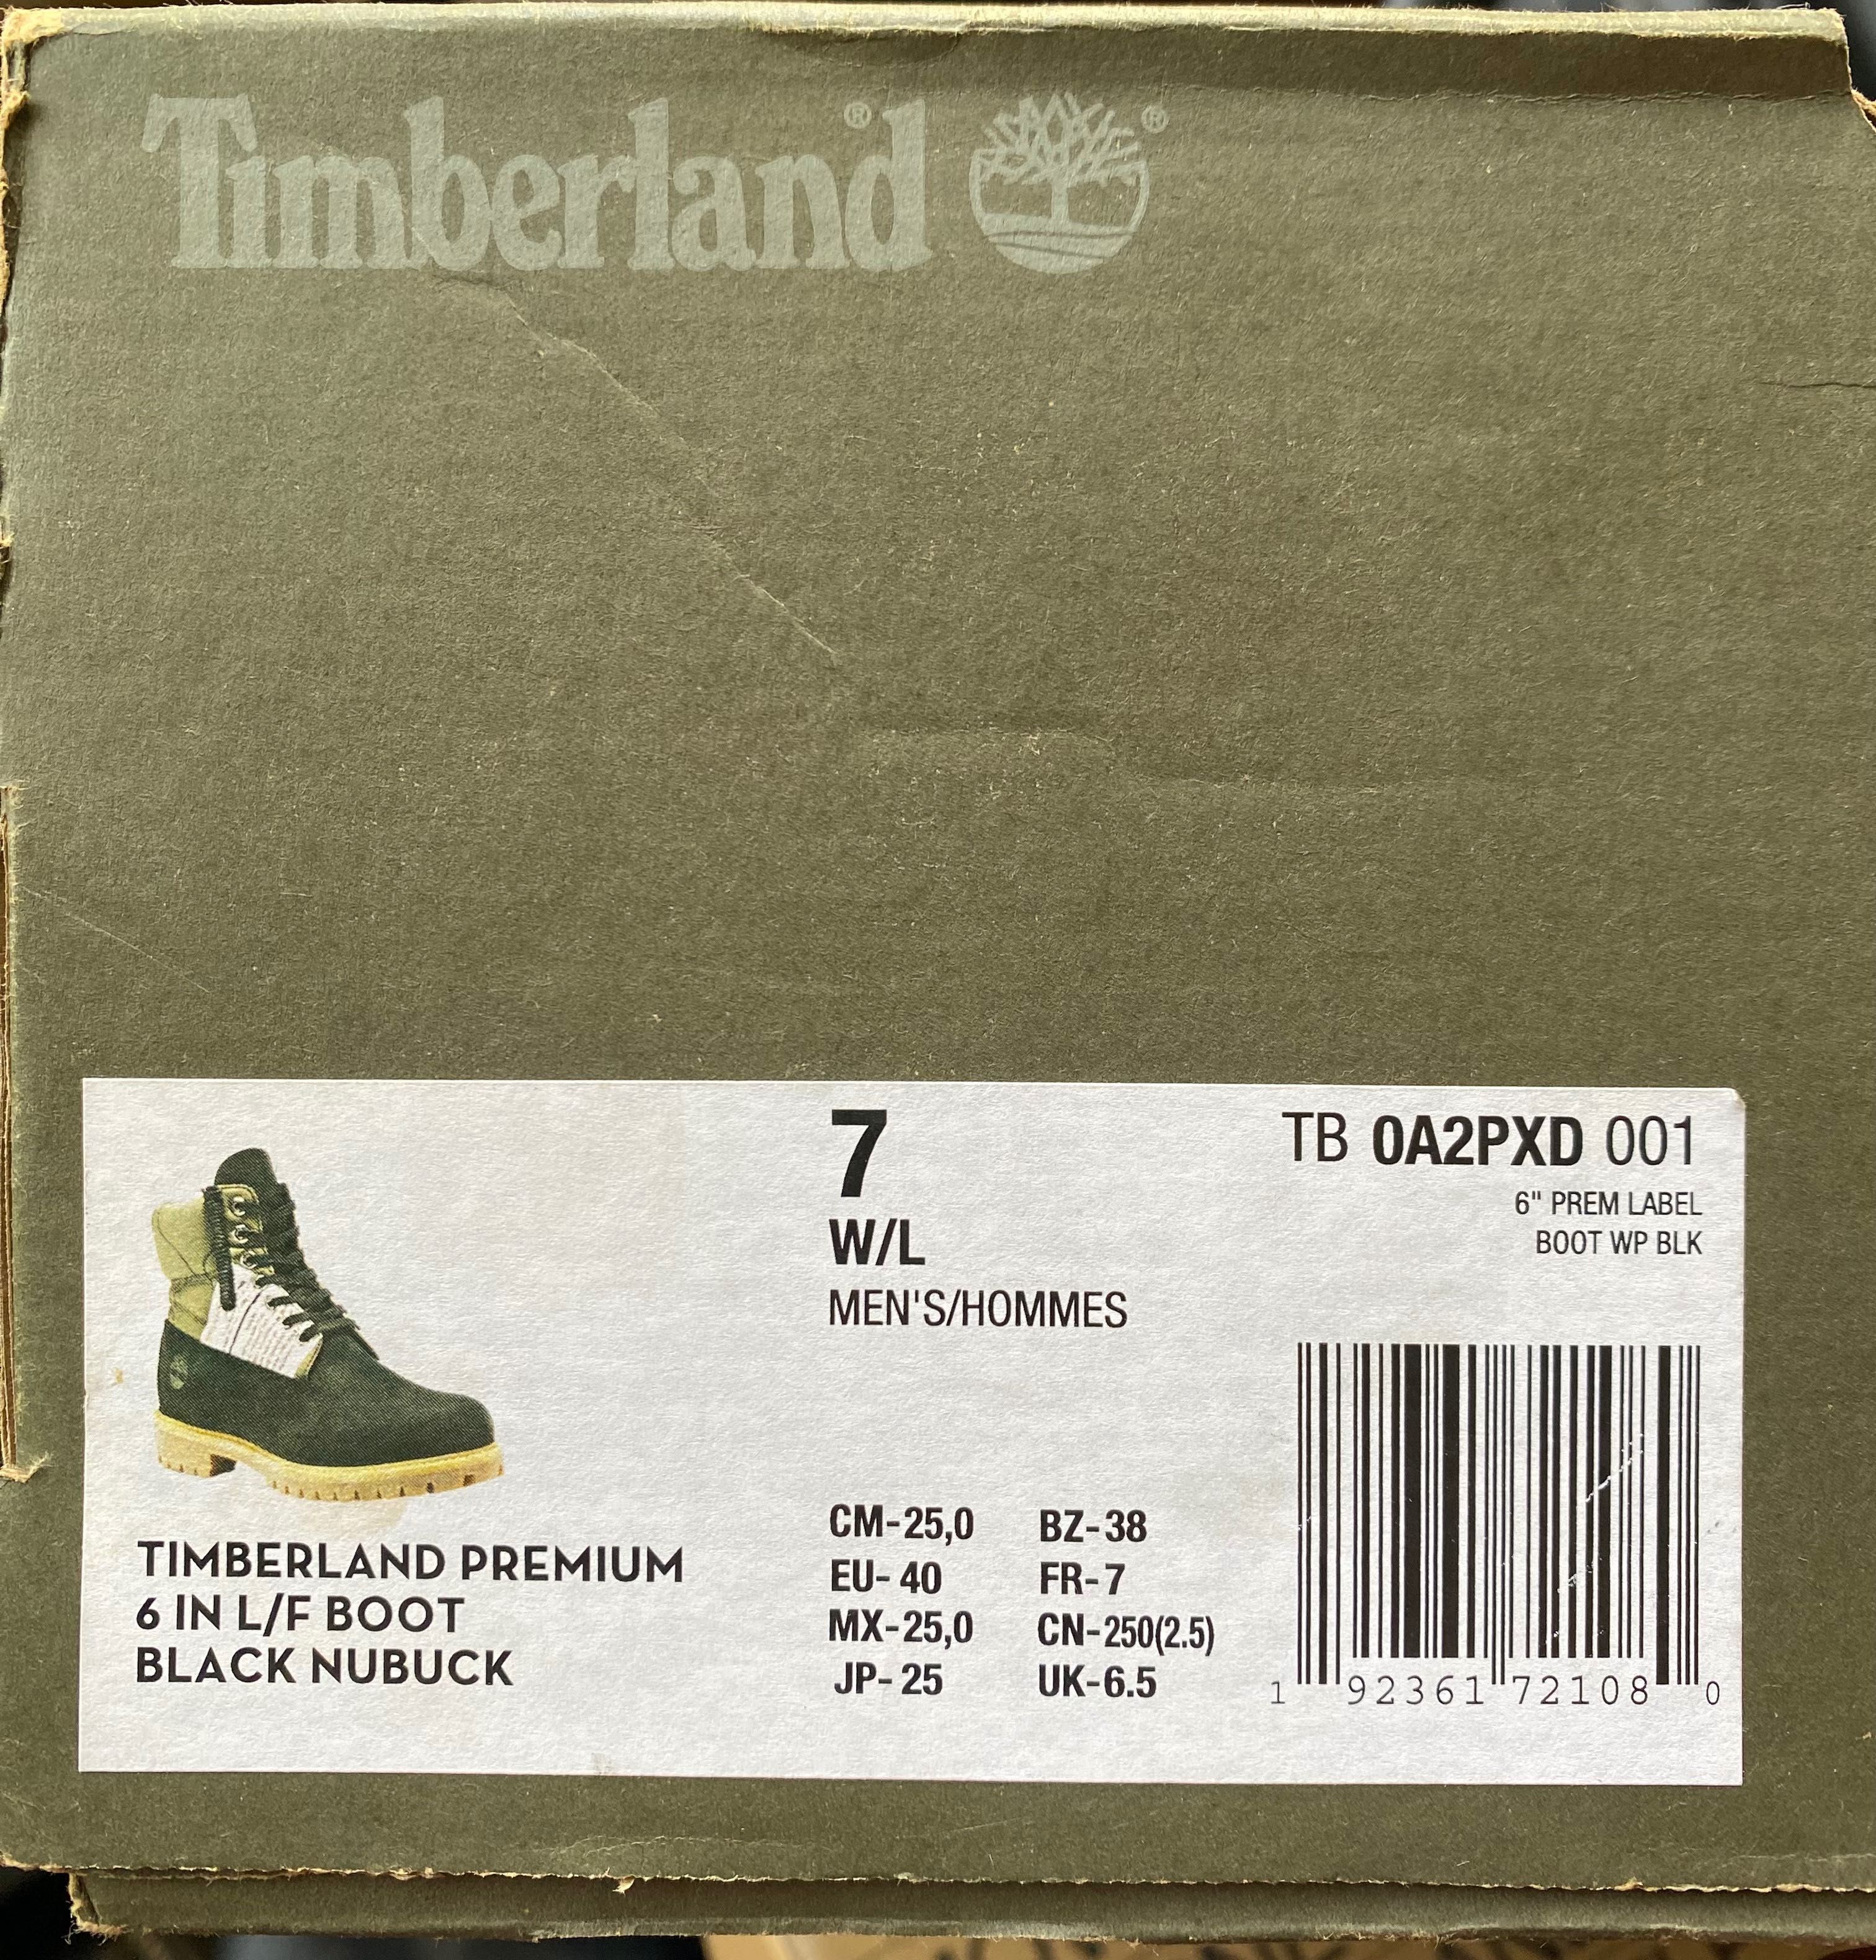 Timberland® ®
7
W/L
MEN'S/HOMMES
TB 0A2PXD 001
6" PREM LABEL
BOOT WP BLK
TIMBERLAND PREMIUM
6 IN L/F BOOT
BLACK NUBUCK
CM-25,0 BZ-38
EU-40 FR-7
MX-25,0 CN-250(2.5)
JP-25 UK-6.5
1 92361 72108 0